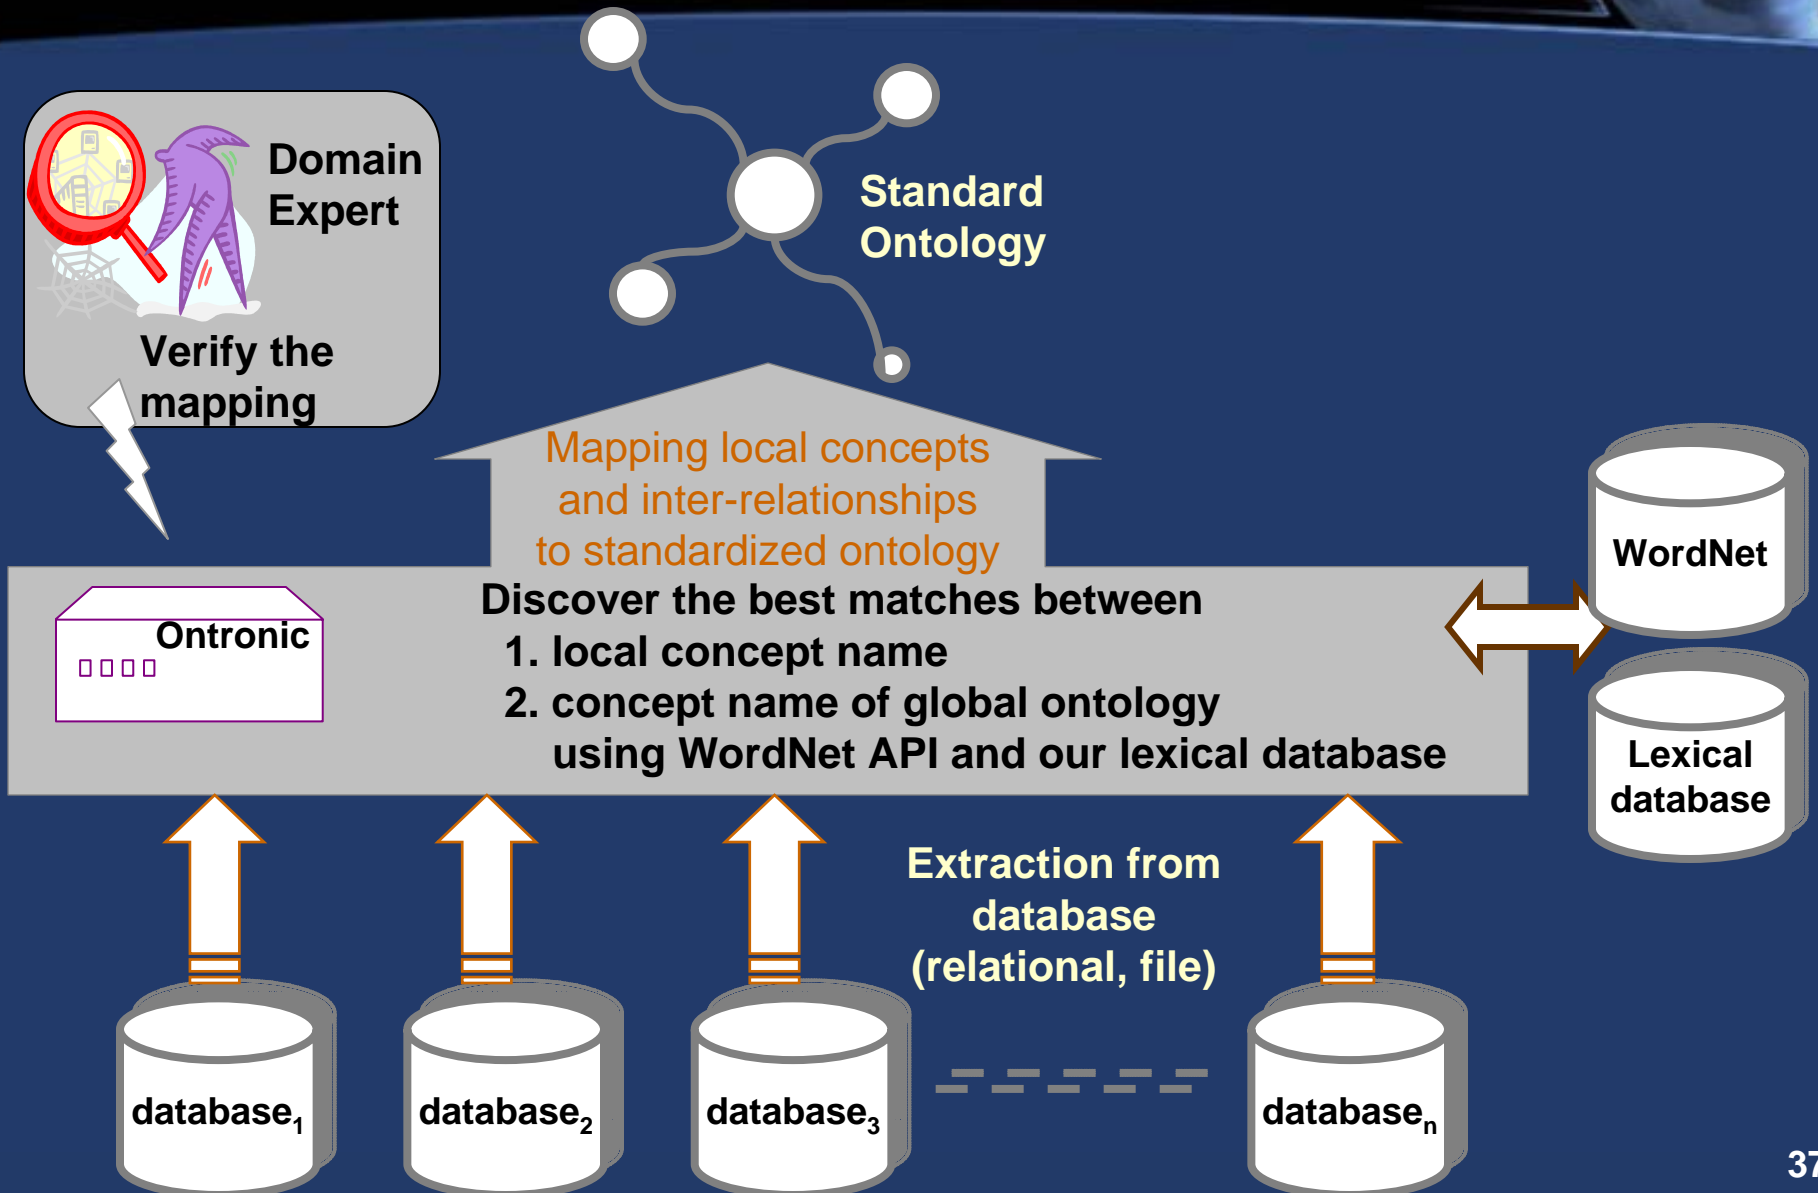 Domain
Expert
Verify the
mapping
Standard
Ontology
Mapping local concepts
and inter-relationships
to standardized ontology
Ontronic
Discover the best matches between
1. local concept name
2. concept name of global ontology
using WordNet API and our lexical database
WordNet
Lexical
database
Extraction from
database
(relational, file)
database₁
database₂
database₃
databaseₙ
37